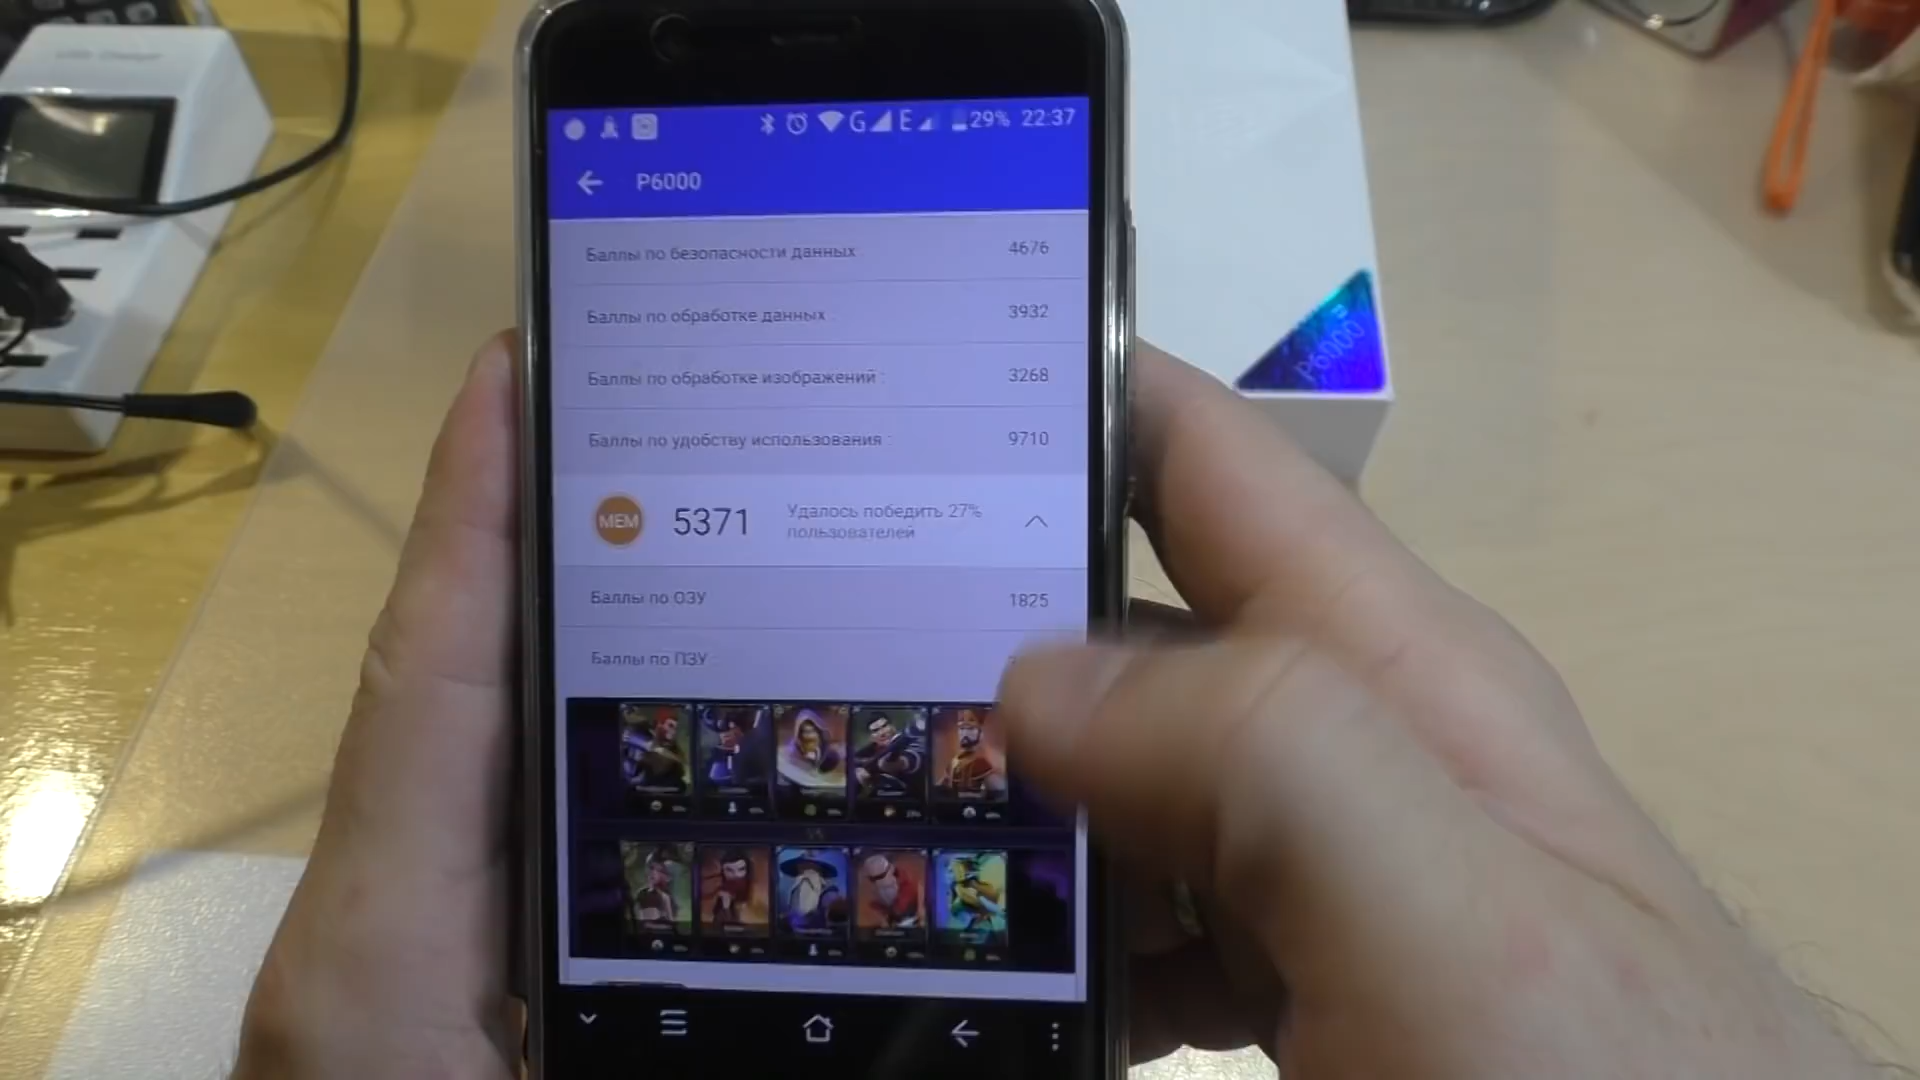 G E 29% 22:37
P6000
Баллы по безопасности данных 4676
Баллы по обработке данных 3932
Баллы по обработке изображений : 3268
Баллы по удобству использования : 9710
MEM 5371 Удалось победить 27%
пользователей
Баллы по ОЗУ 1825
Баллы по ПЗУ
P6000